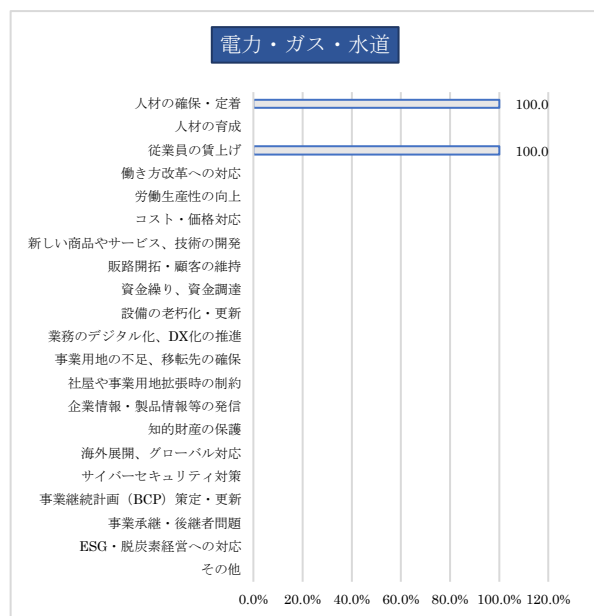 電力・ガス・水道
人材の確保・定着 100.0
人材の育成
従業員の賃上げ 100.0
働き方改革への対応
労働生産性の向上
コスト・価格対応
新しい商品やサービス、技術の開発
販路開拓・顧客の維持
資金繰り、資金調達
設備の老朽化・更新
業務のデジタル化、DX化の推進
事業用地の不足、移転先の確保
社屋や事業用地拡張時の制約
企業情報・製品情報等の発信
知的財産の保護
海外展開、グローバル対応
サイバーセキュリティ対策
事業継続計画（BCP）策定・更新
事業承継・後継者問題
ESG・脱炭素経営への対応
その他
0.0% 20.0% 40.0% 60.0% 80.0% 100.0% 120.0%